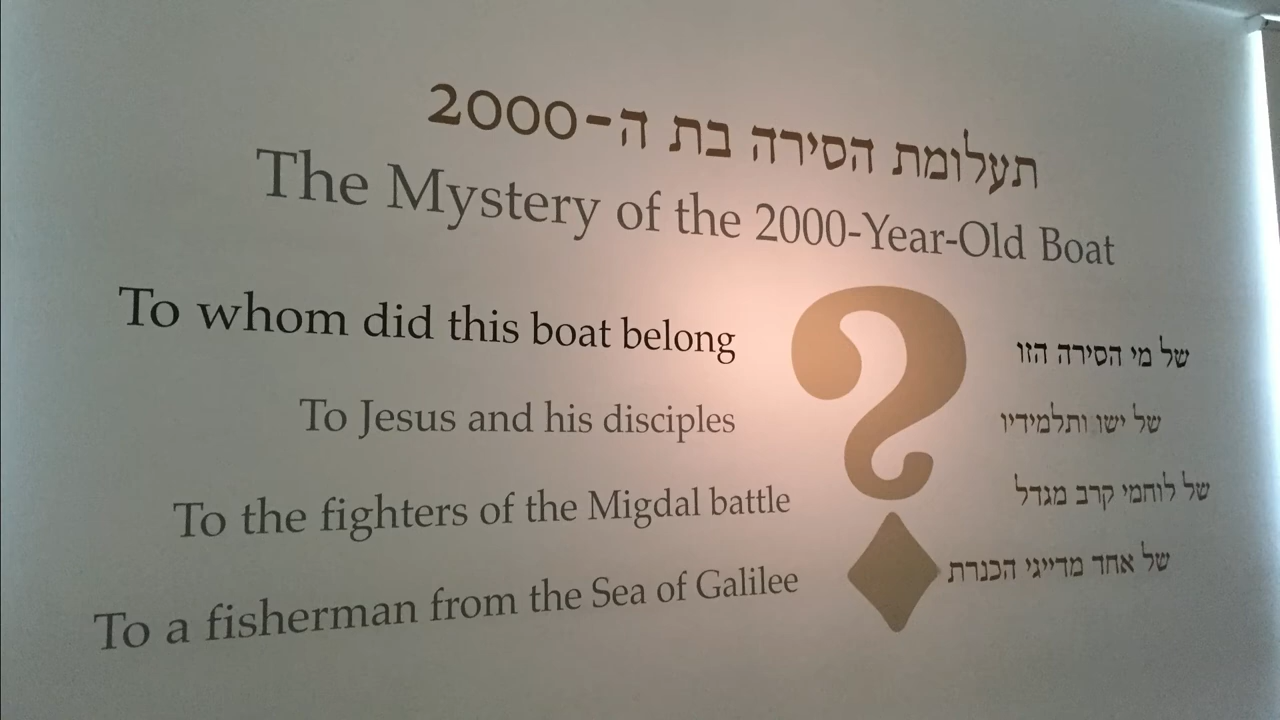 תעלומת הסירה בת ה-2000
The Mystery of the 2000-Year-Old Boat
To whom did this boat belong
To Jesus and his disciples
To the fighters of the Migdal battle
To a fisherman from the Sea of Galilee
?
של מי הסירה הזו
של ישו ותלמידיו
של לוחמי קרב מגדל
של אחד מדייגי הכנרת